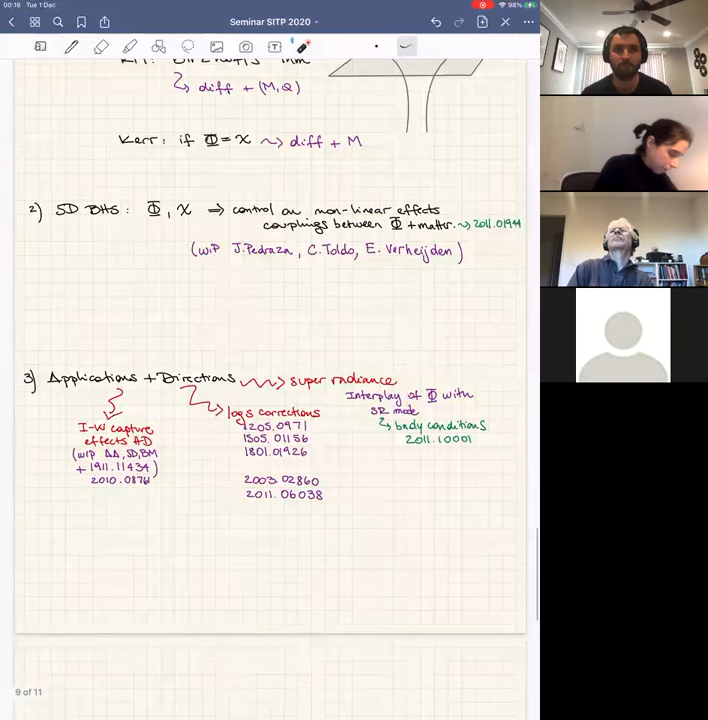 00:16 Tue 1 Dec
98%
Seminar SITP 2020
diff + (M, Q)
Kerr: if Φ = χ ⇝ diff + M
2) 5D BHs: Φ, χ ⇒ control on non-linear effects
couplings between Φ + matter. ⇝ 2011.01944
(wip J. Pedraza, C. Toldo, E. Verheijden)
3) Applications + Directions ⇝ super radiance
I-W capture
effects AD
(wip AA, SD, BM
+ 1911.11434)
2010.0876
logs corrections
1205.0971
1505.01156
1801.01926
2003.02860
2011.06038
Interplay of Φ with
SR mode
↳ bndy conditions
2011.10001
9 of 11